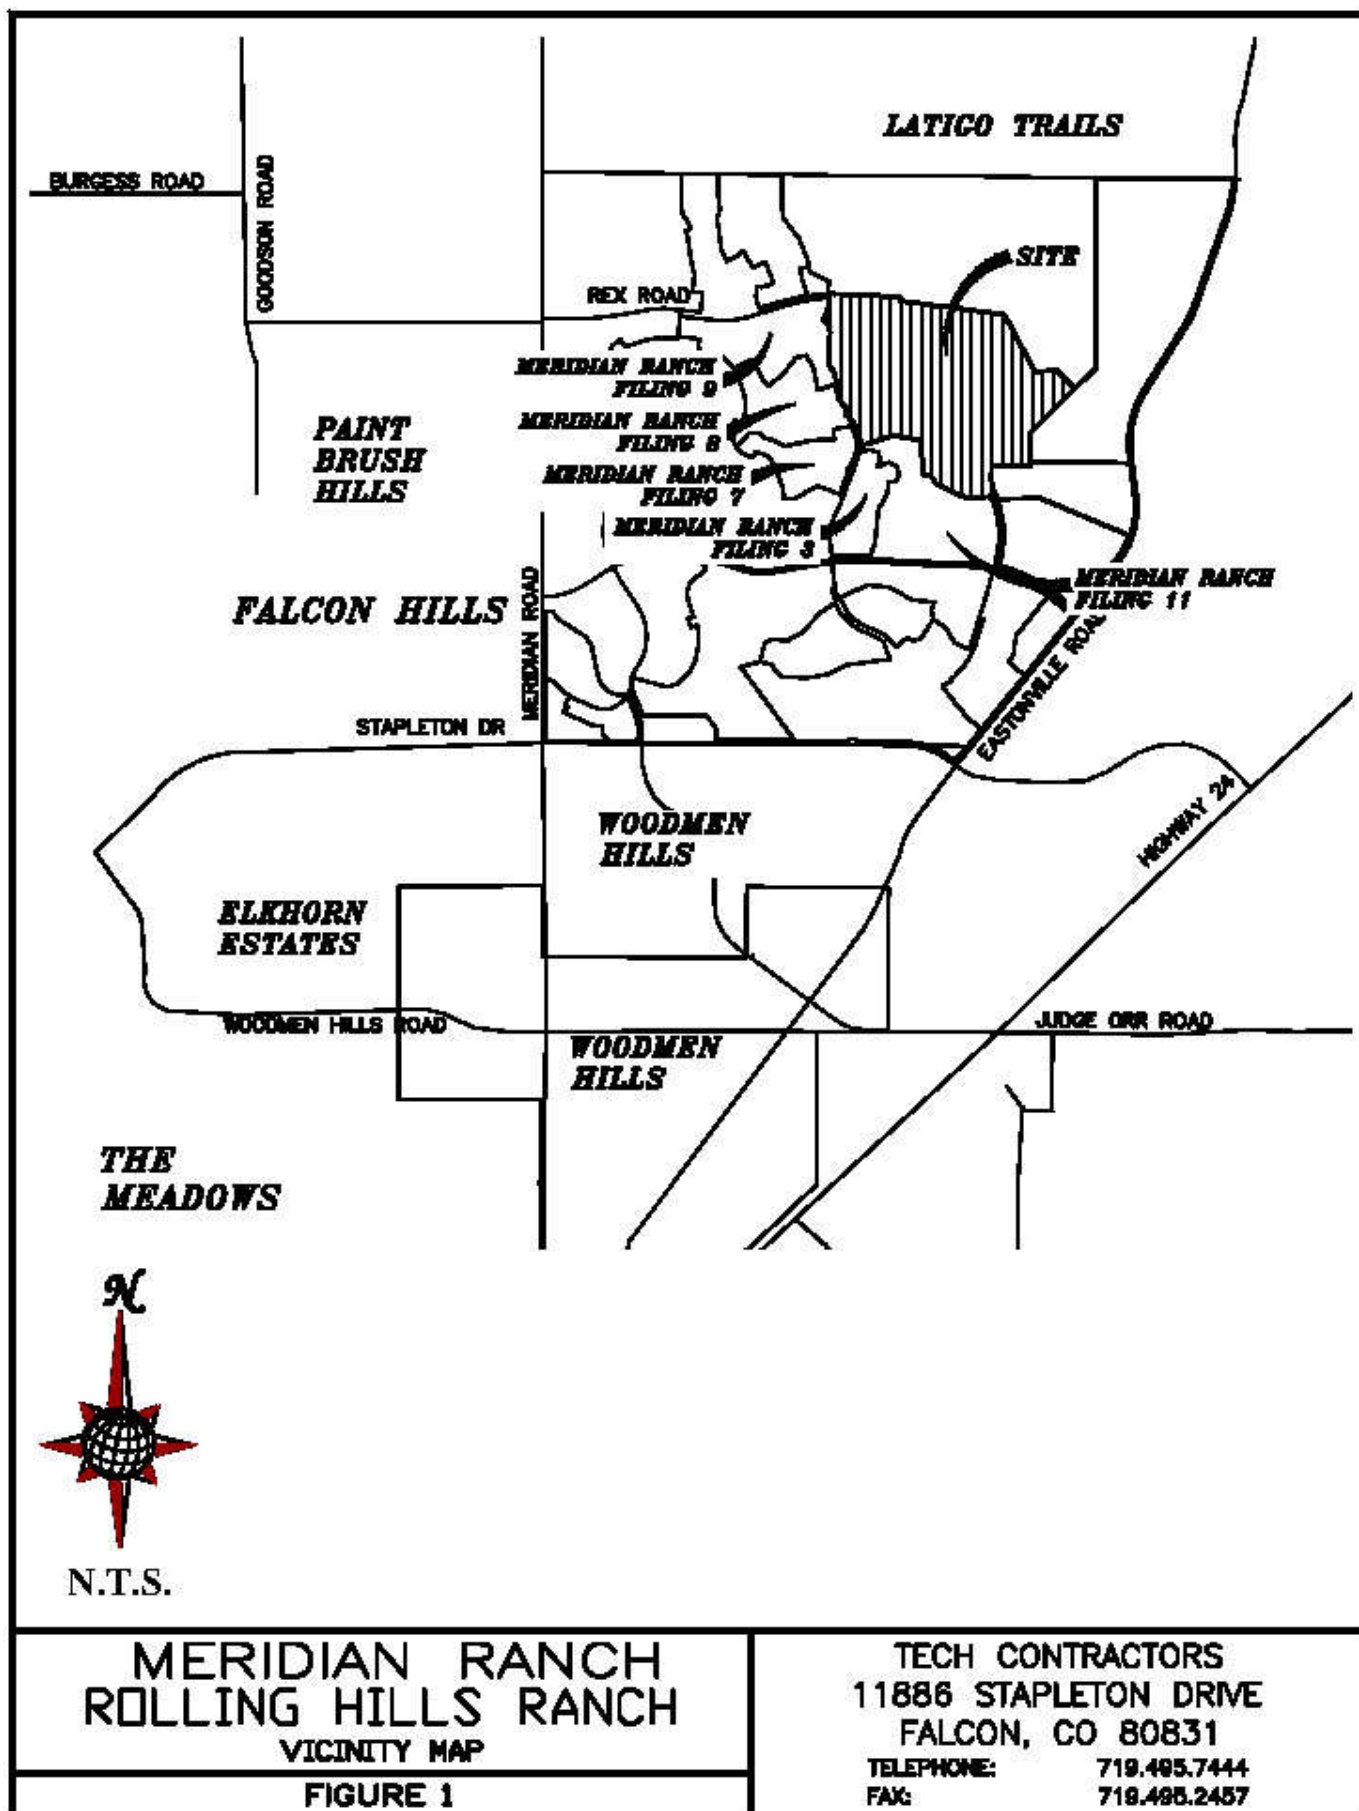 LATIGO TRAILS
BURGESS ROAD
GOODSON ROAD
SITE
REX ROAD
MERIDIAN RANCH
FILING 9
MERIDIAN RANCH
FILING 8
MERIDIAN RANCH
FILING 7
MERIDIAN RANCH
FILING 3
PAINT
BRUSH
HILLS
MERIDIAN RANCH
FILING 11
FALCON HILLS
MERIDIAN ROAD
EASTONVILLE ROAD
STAPLETON DR
HIGHWAY 24
WOODMEN
HILLS
ELKHORN
ESTATES
WOODMEN HILLS ROAD
JUDGE ORR ROAD
WOODMEN
HILLS
THE
MEADOWS
N
N.T.S.
MERIDIAN RANCH
ROLLING HILLS RANCH
VICINITY MAP
FIGURE 1
TECH CONTRACTORS
11886 STAPLETON DRIVE
FALCON, CO 80831
TELEPHONE: 719.495.7444
FAX: 719.495.2457